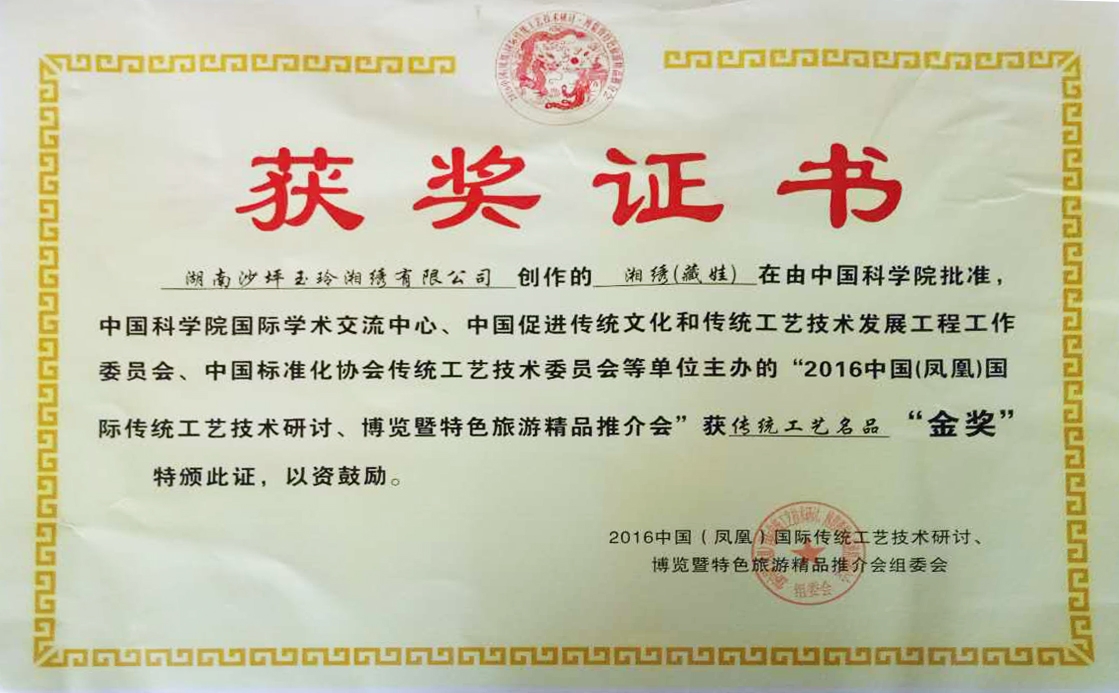 获奖证书
湖南沙坪玉玲湘绣有限公司 创作的 湘绣(藏娃) 在由中国科学院批准，
中国科学院国际学术交流中心、中国促进传统文化和传统工艺技术发展工程工作
委员会、中国标准化协会传统工艺技术委员会等单位主办的“2016中国(凤凰)国
际传统工艺技术研讨、博览暨特色旅游精品推介会”获传统工艺名品“金奖”
特颁此证，以资鼓励。
2016中国（凤凰）国际传统工艺技术研讨、
博览暨特色旅游精品推介会组委会
组委会